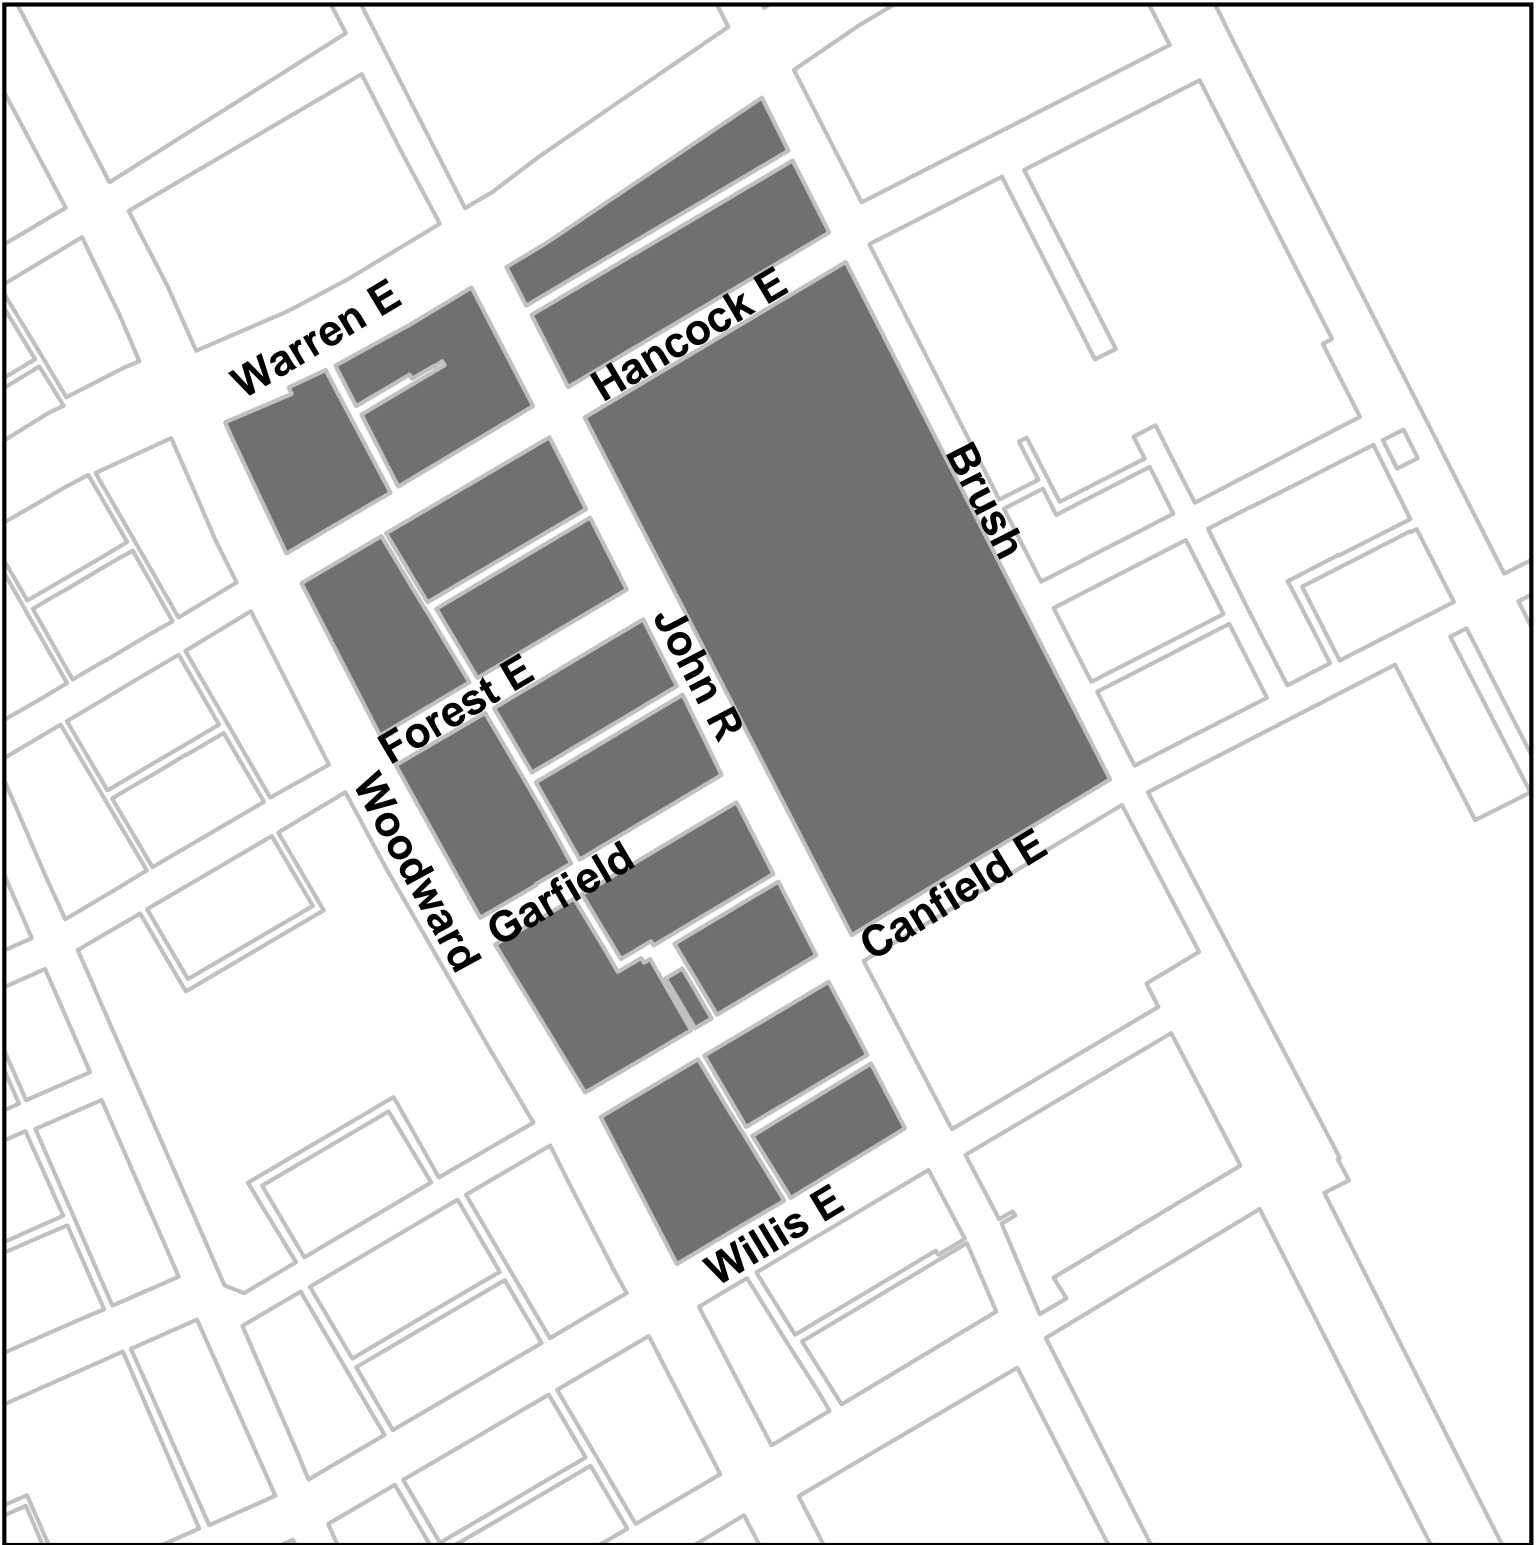 Warren E
Hancock E
Brush
John R
Forest E
Woodward
Garfield
Canfield E
Willis E